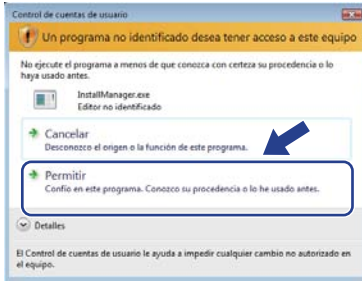 Control de cuentas de usuario
Un programa no identificado desea tener acceso a este equipo
No ejecute el programa a menos de que conozca con certeza su procedencia o lo
haya usado antes.
InstallManager.exe
Editor no identificado
Cancelar
Desconozco el origen o la función de este programa.
Permitir
Confío en este programa. Conozco su procedencia o lo he usado antes.
Detalles
El Control de cuentas de usuario le ayuda a impedir cualquier cambio no autorizado en
el equipo.